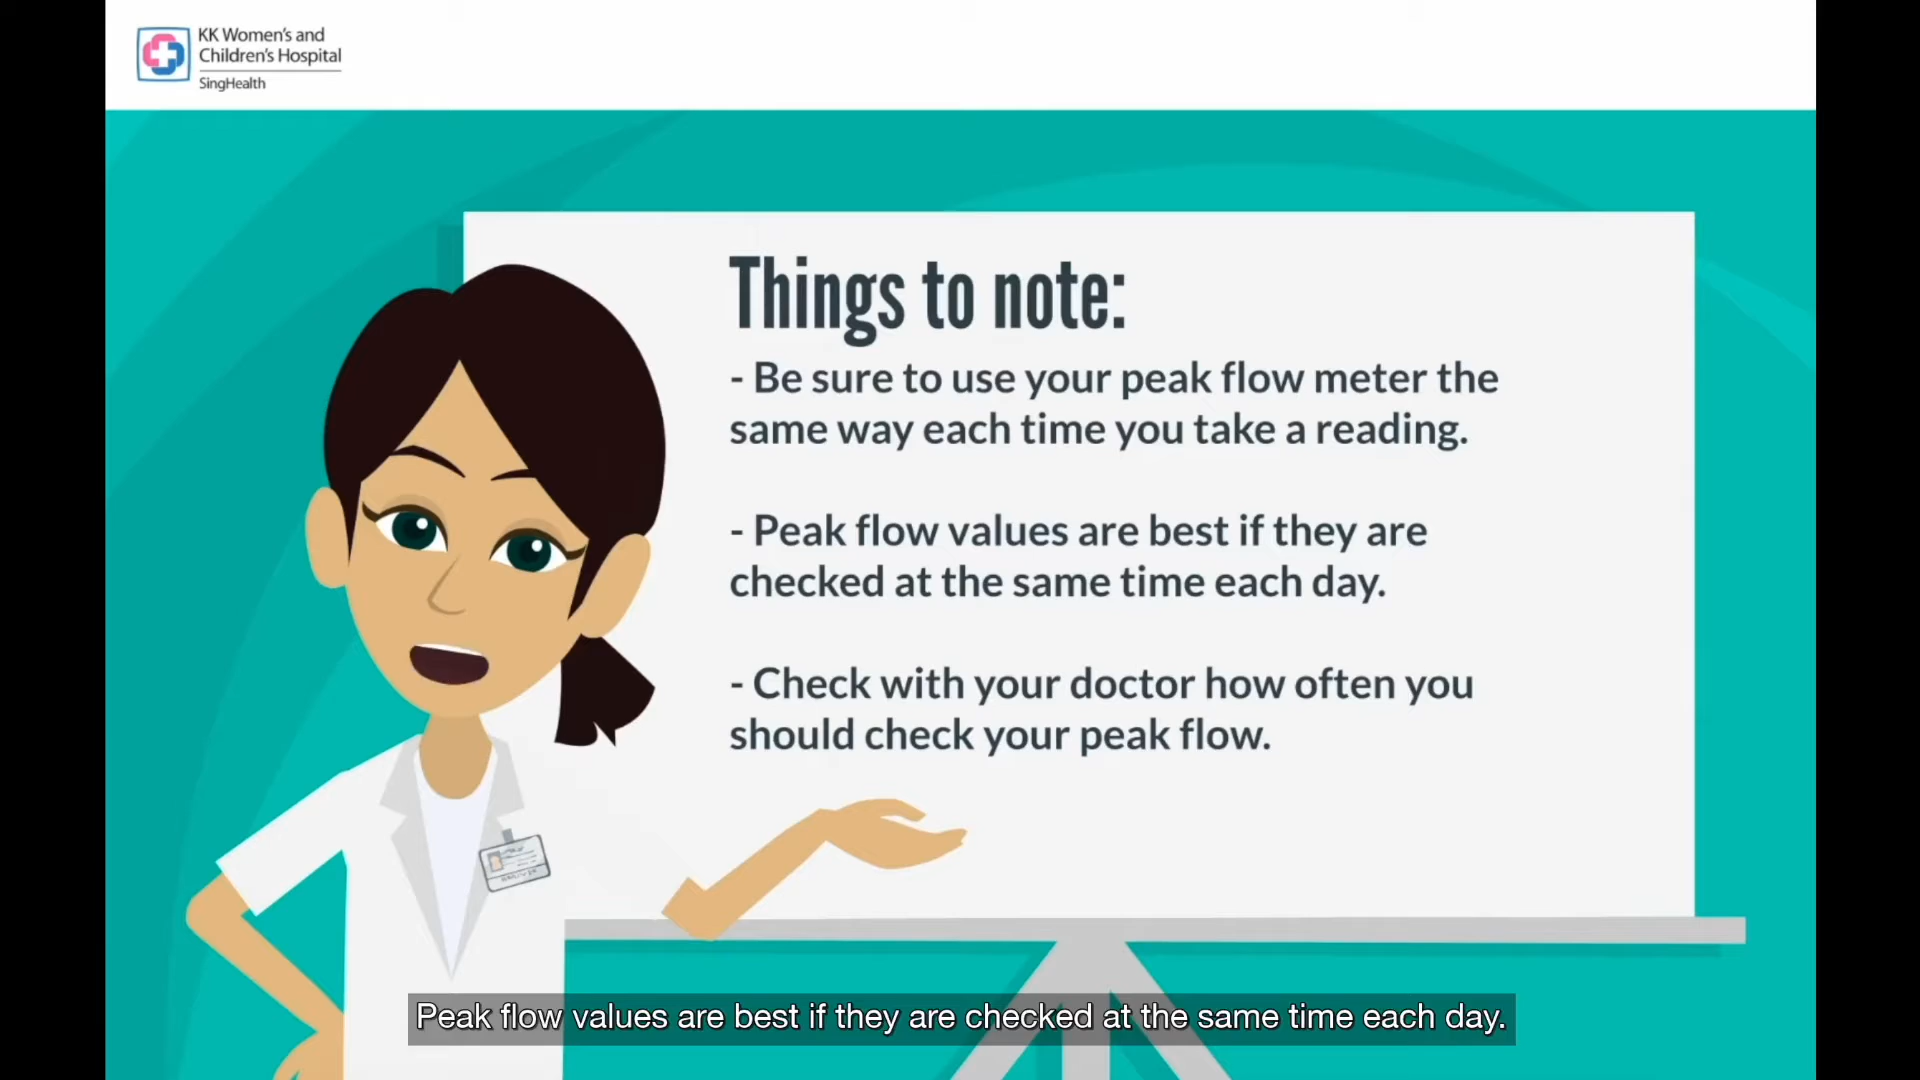 KK Women's and
Children's Hospital
SingHealth
Things to note:
- Be sure to use your peak flow meter the
same way each time you take a reading.
- Peak flow values are best if they are
checked at the same time each day.
- Check with your doctor how often you
should check your peak flow.
Peak flow values are best if they are checked at the same time each day.